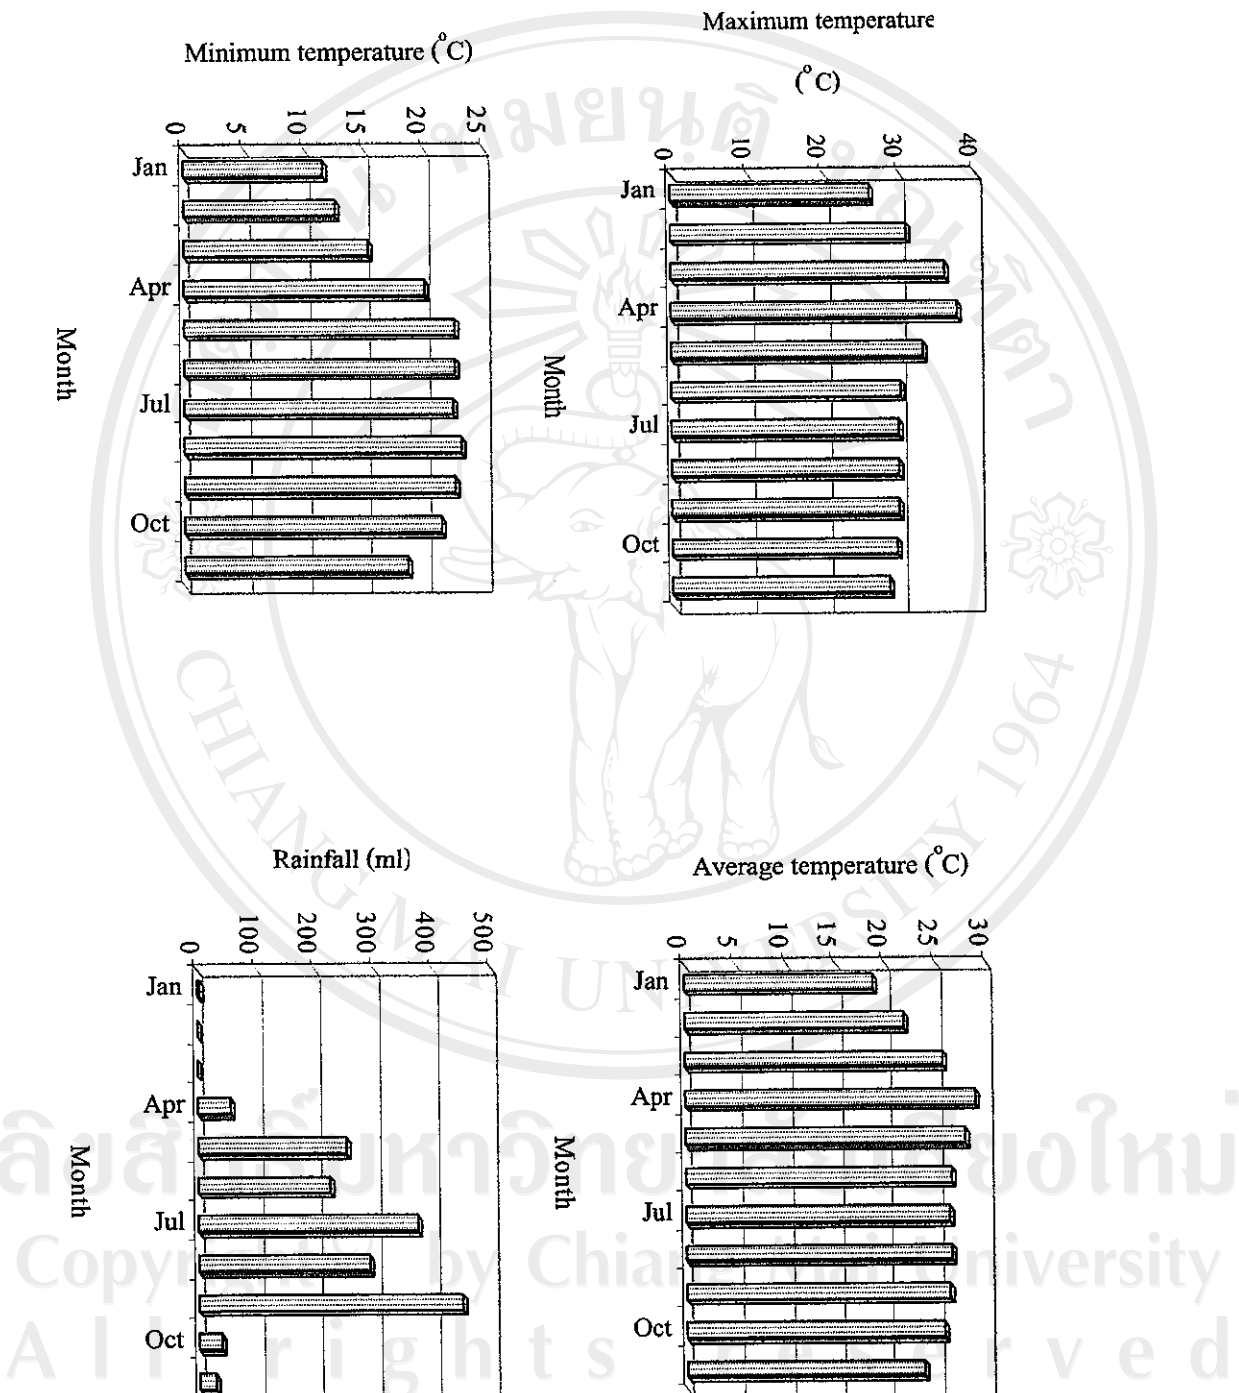 Minimum temperature (°C)
0 5 10 15 20 25
Jan
Apr
Jul
Oct
Month
Maximum temperature
(°C)
0 10 20 30 40
Jan
Apr
Jul
Oct
Month
Rainfall (ml)
0 100 200 300 400 500
Jan
Apr
Jul
Oct
Month
Average temperature (°C)
0 5 10 15 20 25 30
Jan
Apr
Jul
Oct
Month
CHIANG MAI UNIVERSITY 1964
Copyright by Chiang Mai University
All rights reserved